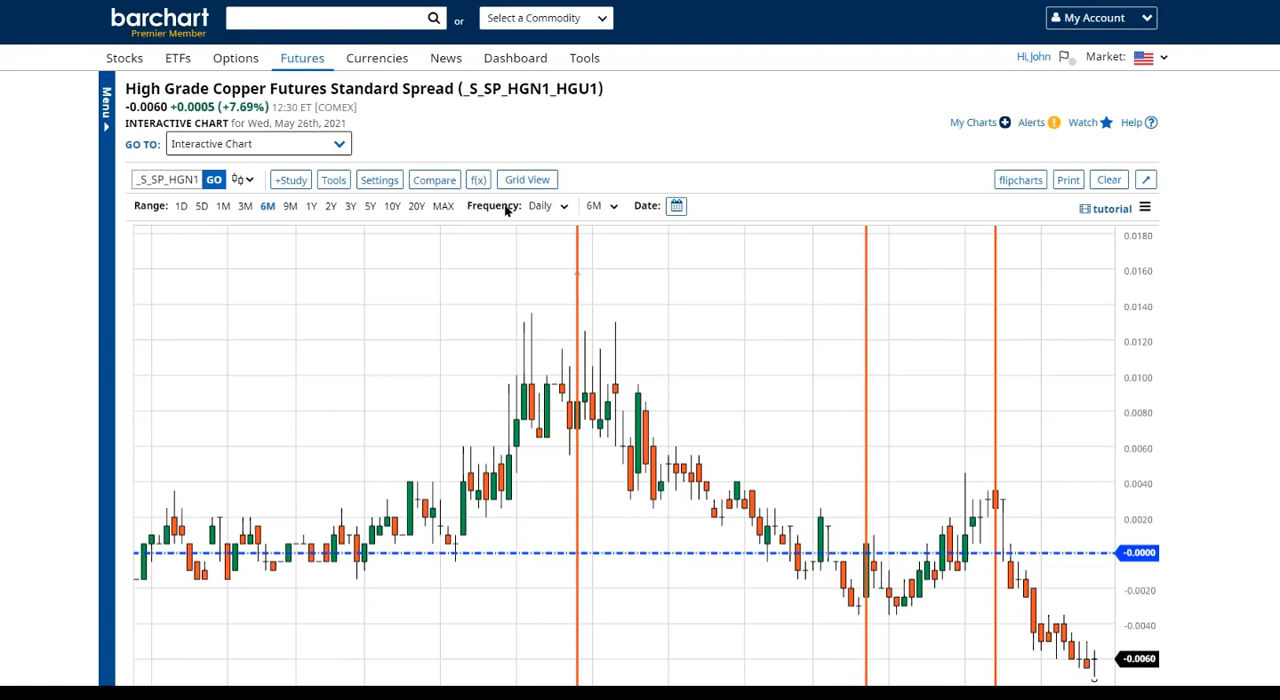 barchart
Premier Member
or
Select a Commodity
My Account
Stocks ETFs Options Futures Currencies News Dashboard Tools
Hi, John
Market:
Menu
High Grade Copper Futures Standard Spread (_S_SP_HGN1_HGU1)
-0.0060 +0.0005 (+7.69%) 12:30 ET [COMEX]
INTERACTIVE CHART for Wed, May 26th, 2021
My Charts Alerts Watch Help
GO TO: Interactive Chart
_S_SP_HGN1 GO +Study Tools Settings Compare f(x) Grid View flipcharts Print Clear
Range: 1D 5D 1M 3M 6M 9M 1Y 2Y 3Y 5Y 10Y 20Y MAX Frequency: Daily 6M Date:
tutorial
0.0180
0.0160
0.0140
0.0120
0.0100
0.0080
0.0060
0.0040
0.0020
-0.0000
-0.0020
-0.0040
-0.0060